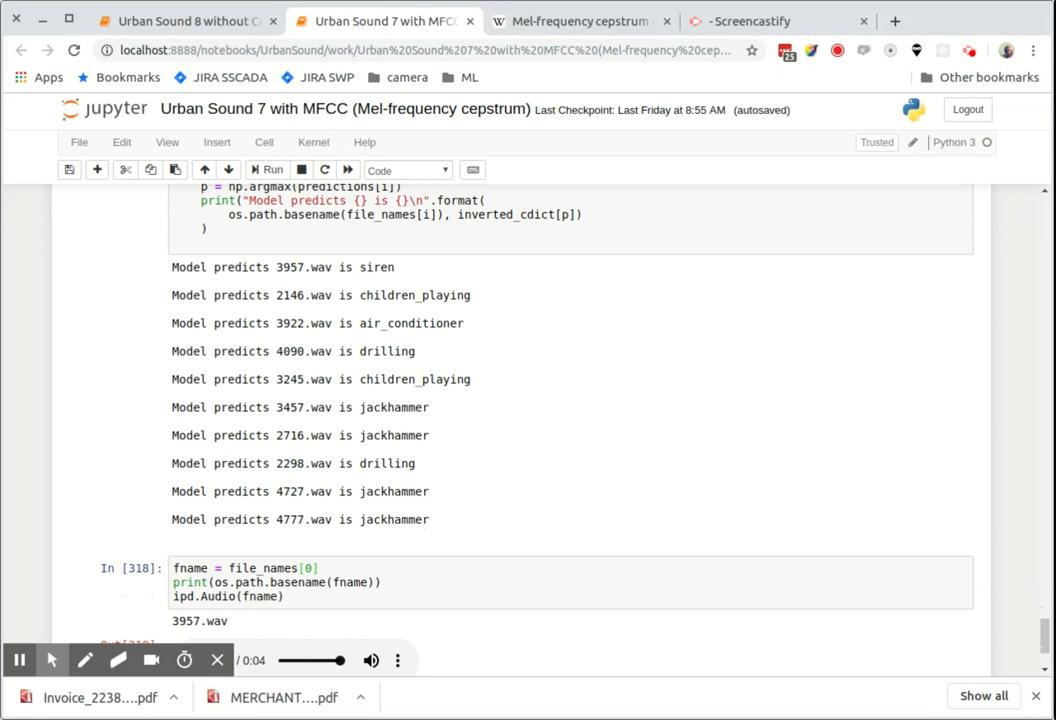 Urban Sound 8 without C
Urban Sound 7 with MFCC
Mel-frequency cepstrum
- Screencastify
localhost:8888/notebooks/UrbanSound/work/Urban%20Sound%207%20with%20MFCC%20(Mel-frequency%20cep...
25
Apps
Bookmarks
JIRA SSCADA
JIRA SWP
camera
ML
Other bookmarks
jupyter
Urban Sound 7 with MFCC (Mel-frequency cepstrum) Last Checkpoint: Last Friday at 8:55 AM (autosaved)
Logout
File
Edit
View
Insert
Cell
Kernel
Help
Trusted
Python 3
Run
Code
p = np.argmax(predictions[i])
print("Model predicts {} is {}\n".format(
os.path.basename(file_names[i]), inverted_cdict[p])
)
Model predicts 3957.wav is siren
Model predicts 2146.wav is children_playing
Model predicts 3922.wav is air_conditioner
Model predicts 4090.wav is drilling
Model predicts 3245.wav is children_playing
Model predicts 3457.wav is jackhammer
Model predicts 2716.wav is jackhammer
Model predicts 2298.wav is drilling
Model predicts 4727.wav is jackhammer
Model predicts 4777.wav is jackhammer
In [318]:
fname = file_names[0]
print(os.path.basename(fname))
ipd.Audio(fname)
3957.wav
/ 0:04
Invoice_2238....pdf
MERCHANT....pdf
Show all